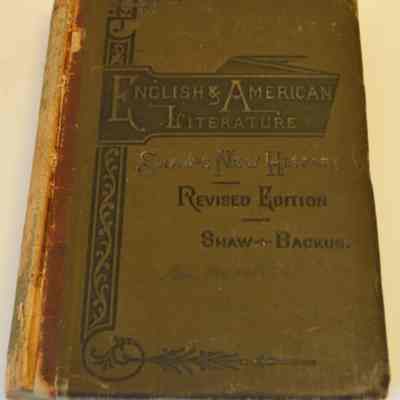 ENGLISH & AMERICAN
LITERATURE
SHAW'S NEW HISTORY
REVISED EDITION
SHAW BACKUS.